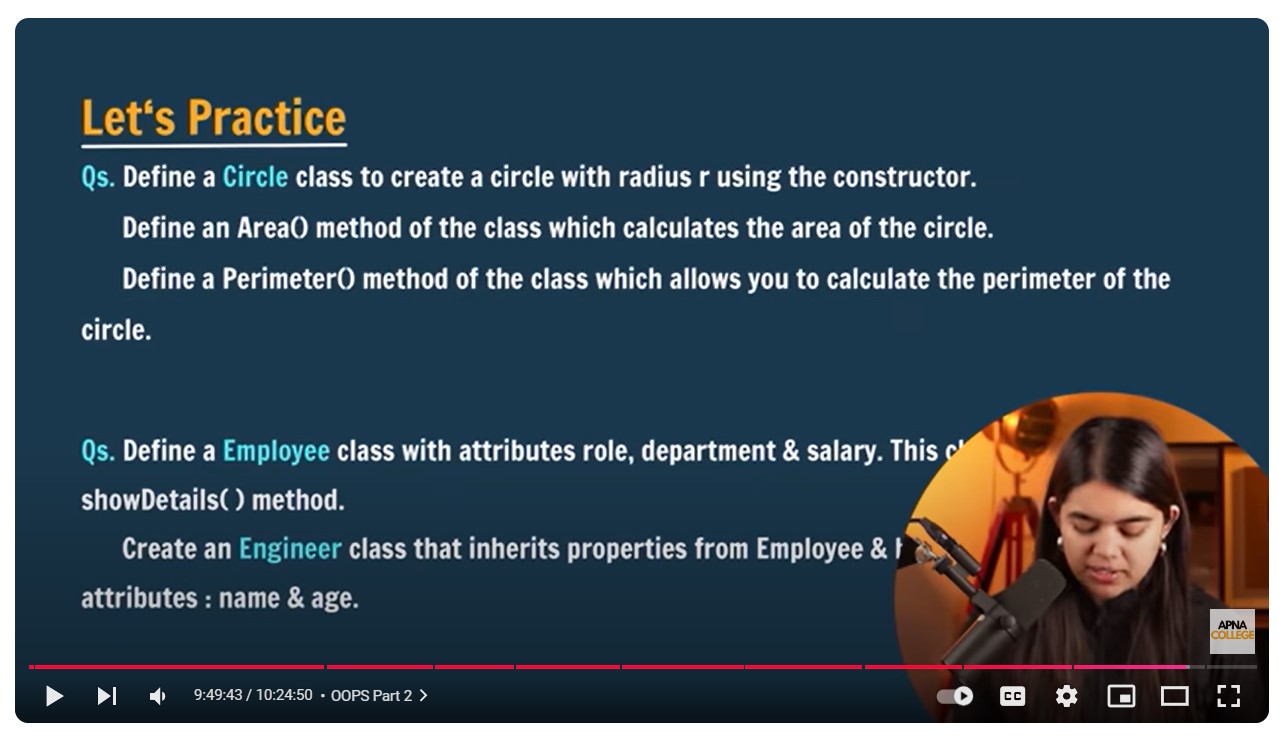 Let‘s Practice
Qs. Define a Circle class to create a circle with radius r using the constructor.
Define an Area() method of the class which calculates the area of the circle.
Define a Perimeter() method of the class which allows you to calculate the perimeter of the
circle.
Qs. Define a Employee class with attributes role, department & salary. This
showDetails( ) method.
Create an Engineer class that inherits properties from Employee &
attributes : name & age.
APNA
COLLEGE
9:49:43 / 10:24:50 • OOPS Part 2
CC